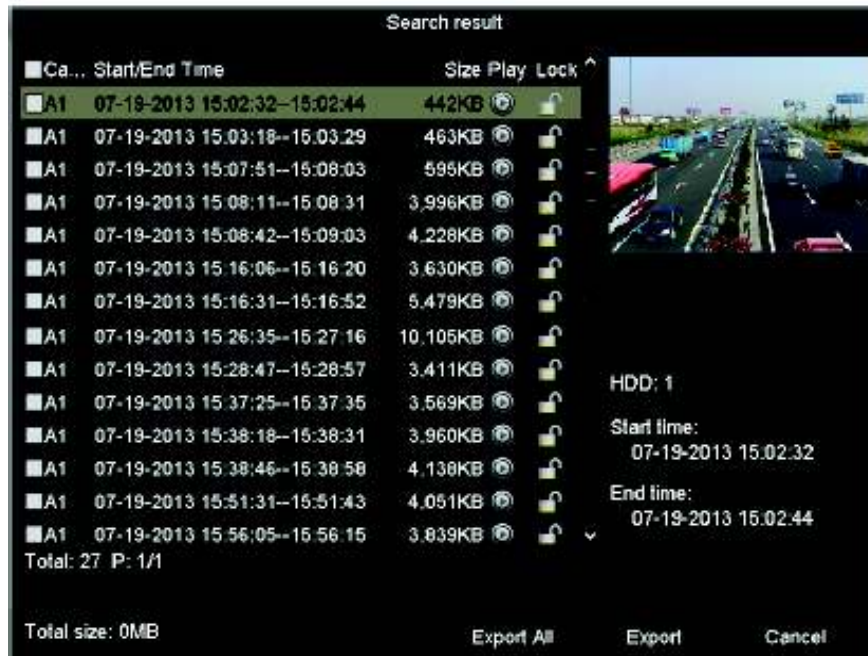 Search result
Ca... Start/End Time Size Play Lock
A1 07-19-2013 15:02:32--15:02:44 442KB
A1 07-19-2013 15:03:18--15:03:29 463KB
A1 07-19-2013 15:07:51--15:08:03 595KB
A1 07-19-2013 15:08:11--15:08:31 3,996KB
A1 07-19-2013 15:08:42--15:09:03 4,228KB
A1 07-19-2013 15:16:06--15:16:20 3,630KB
A1 07-19-2013 15:16:31--15:16:52 5,479KB
A1 07-19-2013 15:26:35--15:27:16 10,105KB
A1 07-19-2013 15:28:47--15:28:57 3,411KB
A1 07-19-2013 15:37:25--15:37:35 3,569KB
A1 07-19-2013 15:38:18--15:38:31 3,960KB
A1 07-19-2013 15:38:46--15:38:58 4,138KB
A1 07-19-2013 15:51:31--15:51:43 4,051KB
A1 07-19-2013 15:56:05--15:56:15 3,839KB
Total: 27 P: 1/1
HDD: 1
Start time:
07-19-2013 15:02:32
End time:
07-19-2013 15:02:44
Total size: 0MB
Export All Export Cancel